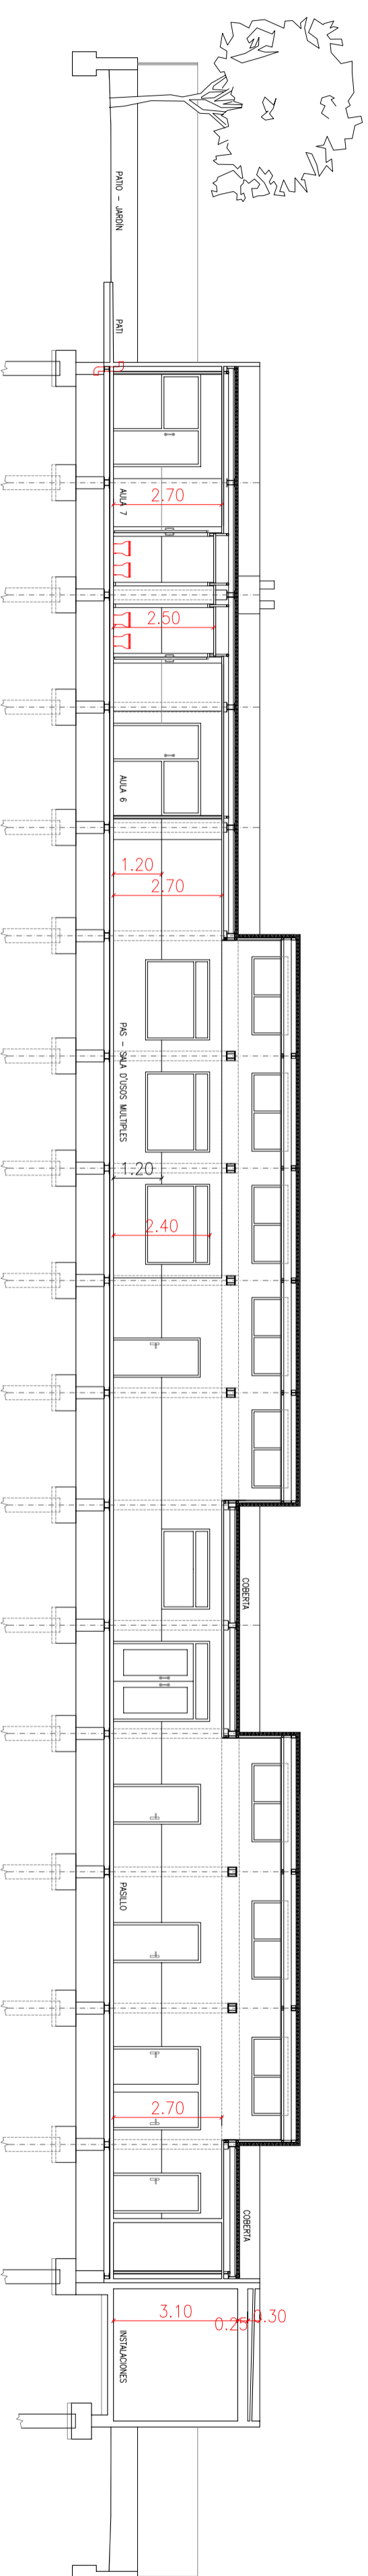 PATIO - JARDÍN
PATI
AULA 7
2.70
2.50
AULA 6
1.20
2.70
PAS - SALA D'USOS MULTIPLES
1.20
2.40
COBERTA
PASILLO
2.70
COBERTA
3.10
0.25
0.30
INSTALACIONES